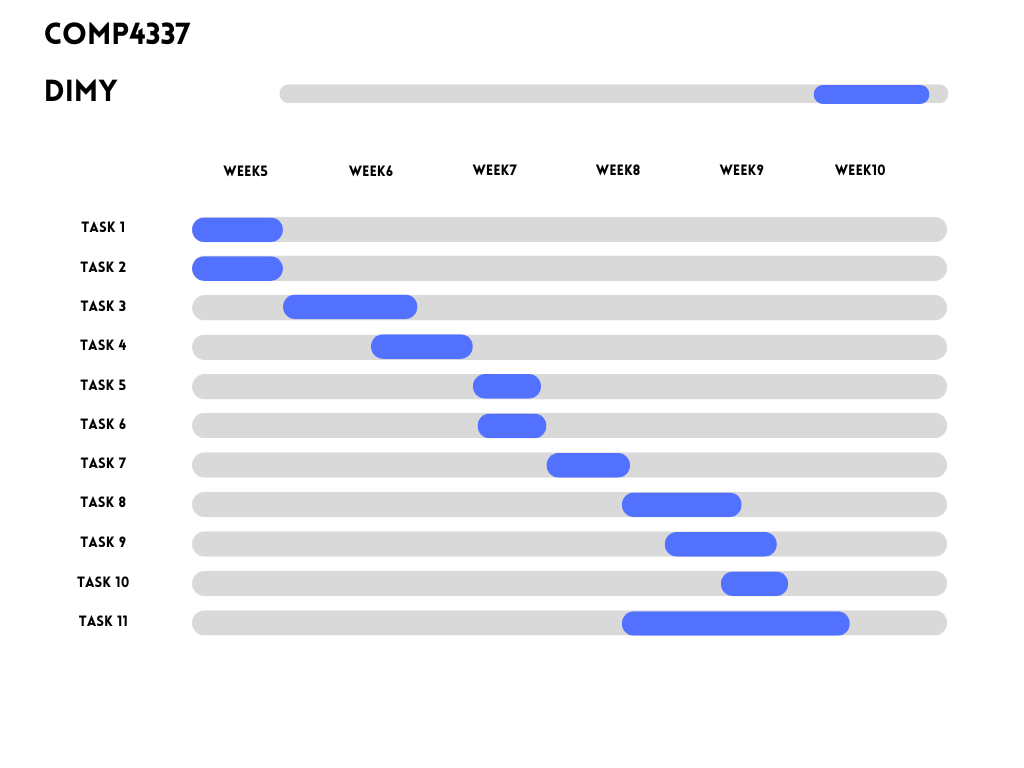 COMP4337
DIMY
WEEK5 WEEK6 WEEK7 WEEK8 WEEK9 WEEK10
TASK 1
TASK 2
TASK 3
TASK 4
TASK 5
TASK 6
TASK 7
TASK 8
TASK 9
TASK 10
TASK 11